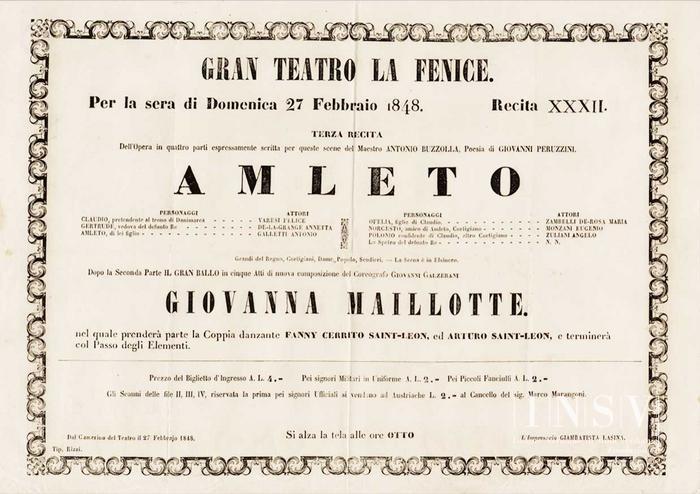 GRAN TEATRO LA FENICE.
Per la sera di Domenica 27 Febbraio 1848. Recita XXXII.
TERZA RECITA
Dell'Opera in quattro parti espressamente scritta per queste scene del Maestro ANTONIO BUZZOLLA, Poesia di GIOVANNI PERUZZINI.
AMLETO
PERSONAGGI ATTORI PERSONAGGI ATTORI
CLAUDIO, pretendente al trono di Danimarca VARESI FELICE OFELIA, figlia di Claudio. ZAMBELLI DE-ROSA MARIA
GERTRUDE, vedova del defunto Re DE-LA-GRANGE ANNETTA NORCESTO, amico di Amleto, Cortigiano MONZANI EUGENIO
AMLETO, di lei figlio GALLETTI ANTONIO POLONIO confidente di Claudio, altro Cortigiano ZULIANI ANGELO
Lo Spetro del defunto Re N. N.
Grandi del Regno, Cortigiani, Dame, Popolo, Scudieri. — La Scena è in Elsinoro.
Dopo la Seconda Parte IL GRAN BALLO in cinque Atti di nuova composizione del Coreografo GIOVANNI GALZERANI
GIOVANNA MAILLOTTE.
nel quale prenderà parte la Coppia danzante FANNY CERRITO SAINT-LEON, ed ARTURO SAINT-LEON, e terminerà
col Passo degli Elementi.
Prezzo del Biglietto d'Ingresso A. L. 4.- Pei signori Militari in Uniforme A. L. 2.- Pei Piccoli Fanciulli A. L. 2.-
Gli Scanni delle file II, III, IV, riservata la prima pei signori Ufficiali si vendono ad Austriache L. 2.- al Cancello del sig. Marco Marangoni.
INSV
Dal Camerino del Teatro il 27 Febbrajo 1848. Si alza la tela alle ore OTTO L'Impresario GIAMBATISTA LASINA.
Tip. Rizzi.